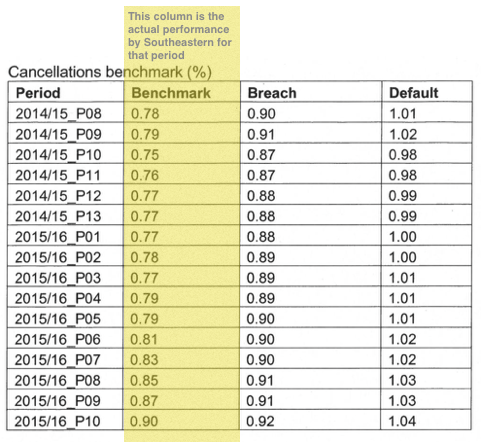 This column is the
actual performance
by Southeastern for
that period
Cancellations benchmark (%)
Period Benchmark Breach Default
2014/15_P08 0.78 0.90 1.01
2014/15_P09 0.79 0.91 1.02
2014/15_P10 0.75 0.87 0.98
2014/15_P11 0.76 0.87 0.98
2014/15_P12 0.77 0.88 0.99
2014/15_P13 0.77 0.88 0.99
2015/16_P01 0.77 0.88 1.00
2015/16_P02 0.78 0.89 1.00
2015/16_P03 0.77 0.89 1.01
2015/16_P04 0.79 0.89 1.01
2015/16_P05 0.79 0.90 1.01
2015/16_P06 0.81 0.90 1.02
2015/16_P07 0.83 0.90 1.02
2015/16_P08 0.85 0.91 1.03
2015/16_P09 0.87 0.91 1.03
2015/16_P10 0.90 0.92 1.04